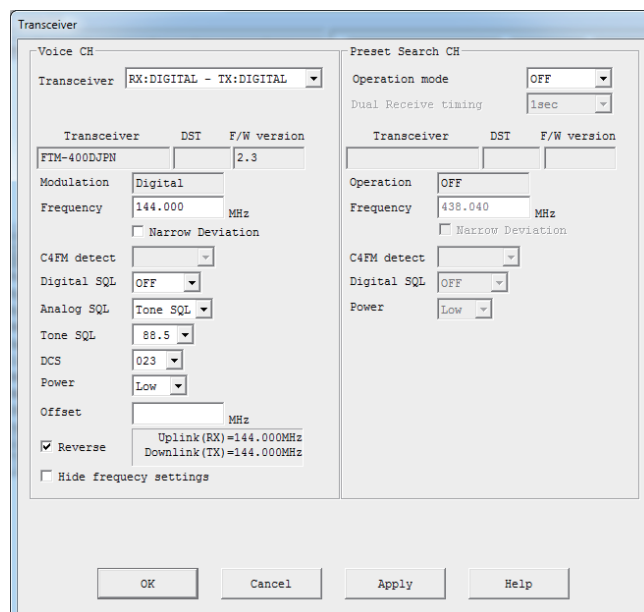 Transceiver
Voice CH
Transceiver RX:DIGITAL - TX:DIGITAL
Transceiver DST F/W version
FTM-400DJPN 2.3
Modulation Digital
Frequency 144.000 MHz
Narrow Deviation
C4FM detect
Digital SQL OFF
Analog SQL Tone SQL
Tone SQL 88.5
DCS 023
Power Low
Offset MHz
Reverse Uplink(RX)=144.000MHz
Downlink(TX)=144.000MHz
Hide frequecy settings
Preset Search CH
Operation mode OFF
Dual Receive timing 1sec
Transceiver DST F/W version
Operation OFF
Frequency 438.040 MHz
Narrow Deviation
C4FM detect
Digital SQL OFF
Power Low
OK Cancel Apply Help